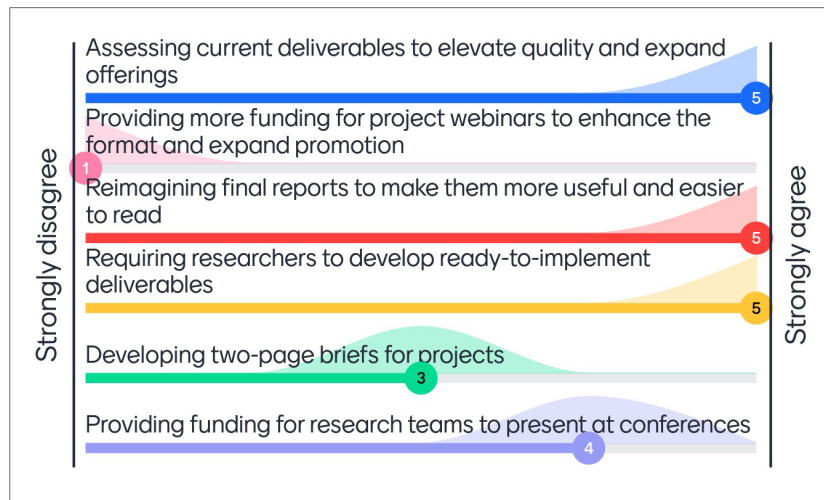 Strongly disagree
Assessing current deliverables to elevate quality and expand
offerings
5
Providing more funding for project webinars to enhance the
format and expand promotion
1
Reimagining final reports to make them more useful and easier
to read
5
Requiring researchers to develop ready-to-implement
deliverables
5
Developing two-page briefs for projects
3
Providing funding for research teams to present at conferences
4
Strongly agree